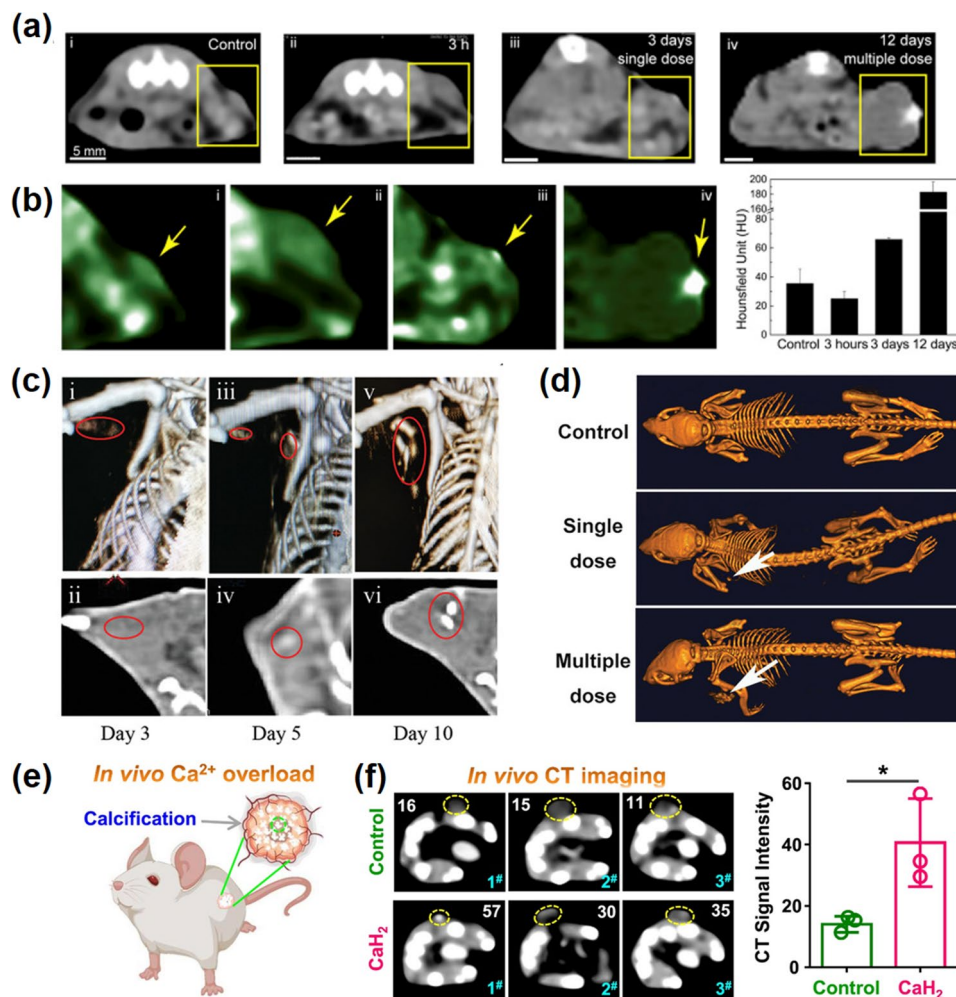 (a)
i
Control
5 mm
ii
3 h
iii
3 days
single dose
iv
12 days
multiple dose
(b)
i
ii
iii
iv
Hounsfield Unit (HU)
200
180
160
80
60
40
20
0
Control 3 hours 3 days 12 days
(c)
i
iii
v
ii
iv
vi
Day 3
Day 5
Day 10
(d)
Control
Single
dose
Multiple
dose
(e)
In vivo Ca²⁺ overload
Calcification
(f)
In vivo CT imaging
Control
16
1#
15
2#
11
3#
CaH₂
57
1#
30
2#
35
3#
CT Signal Intensity
60
40
20
0
*
Control
CaH₂